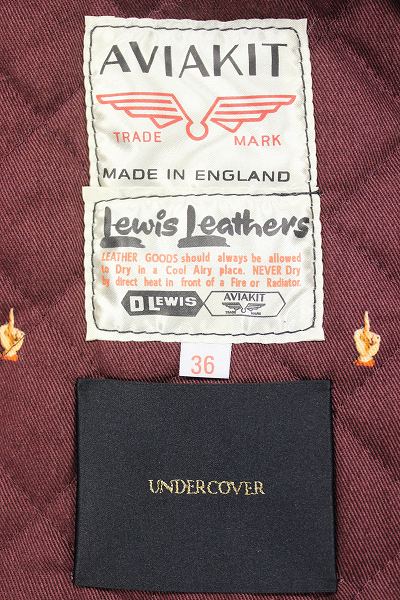 AVIAKIT
TRADE MARK
MADE IN ENGLAND
Lewis Leathers
LEATHER GOODS should always be allowed
to Dry in a Cool Airy place. NEVER Dry
by direct heat in front of a Fire or Radiator.
D LEWIS AVIAKIT
TRADE MARK
36
UNDERCOVER